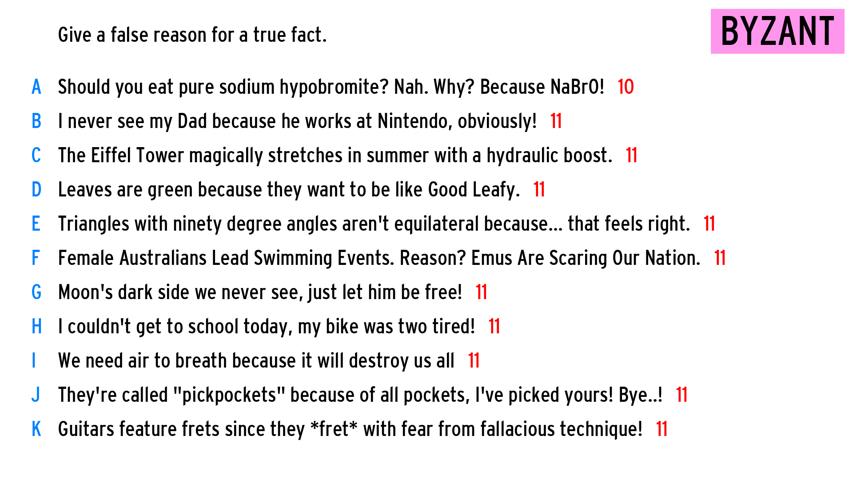 Give a false reason for a true fact.
BYZANT
A Should you eat pure sodium hypobromite? Nah. Why? Because NaBrO! 10
B I never see my Dad because he works at Nintendo, obviously! 11
C The Eiffel Tower magically stretches in summer with a hydraulic boost. 11
D Leaves are green because they want to be like Good Leafy. 11
E Triangles with ninety degree angles aren't equilateral because... that feels right. 11
F Female Australians Lead Swimming Events. Reason? Emus Are Scaring Our Nation. 11
G Moon's dark side we never see, just let him be free! 11
H I couldn't get to school today, my bike was two tired! 11
I We need air to breath because it will destroy us all 11
J They're called "pickpockets" because of all pockets, I've picked yours! Bye..! 11
K Guitars feature frets since they *fret* with fear from fallacious technique! 11